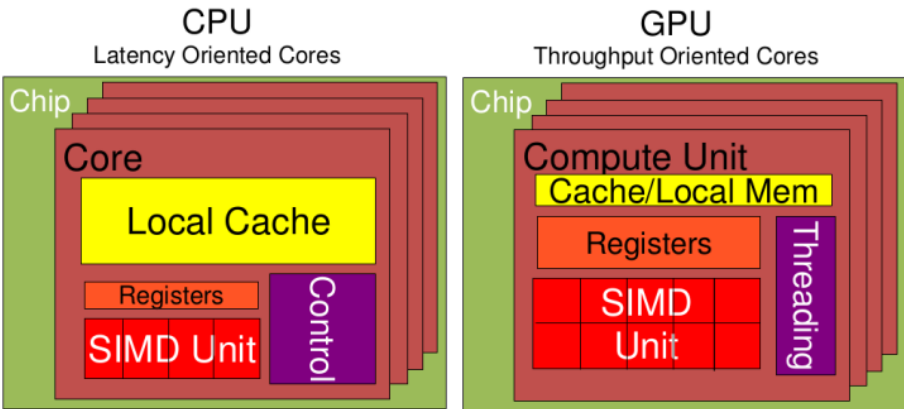 CPU
Latency Oriented Cores
Chip
Core
Local Cache
Registers
Control
SIMD Unit
GPU
Throughput Oriented Cores
Chip
Compute Unit
Cache/Local Mem
Registers
Threading
SIMD
Unit